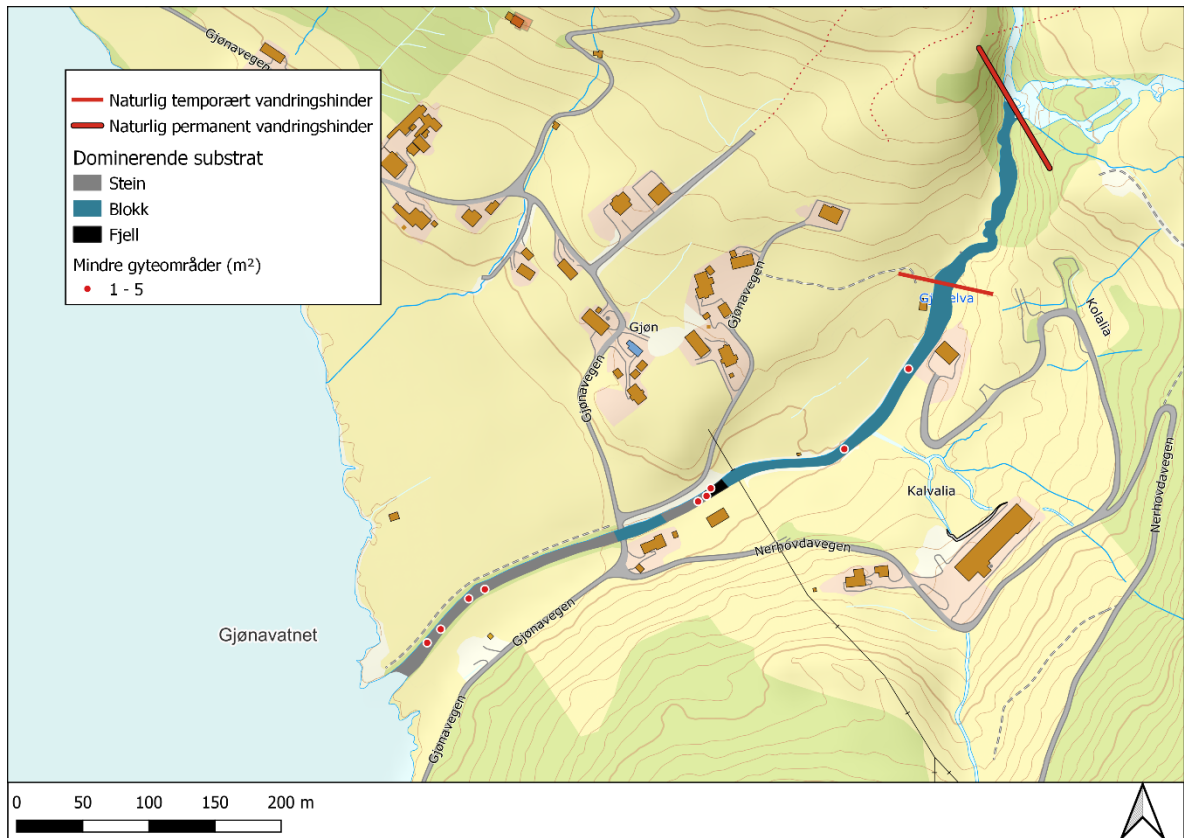 Gjønavegen
Naturlig temporært vandringshinder
Naturlig permanent vandringshinder
Dominerende substrat
Stein
Blokk
Fjell
Mindre gyteområder (m²)
1 - 5
Kolalia
Gjønavegen
Gjøn
Gjønavegen
Kalvalia
Nerhovdavegen
Nerhovdavegen
Gjønavatnet
Gjønavegen
Gjønavegen
0 50 100 150 200 m